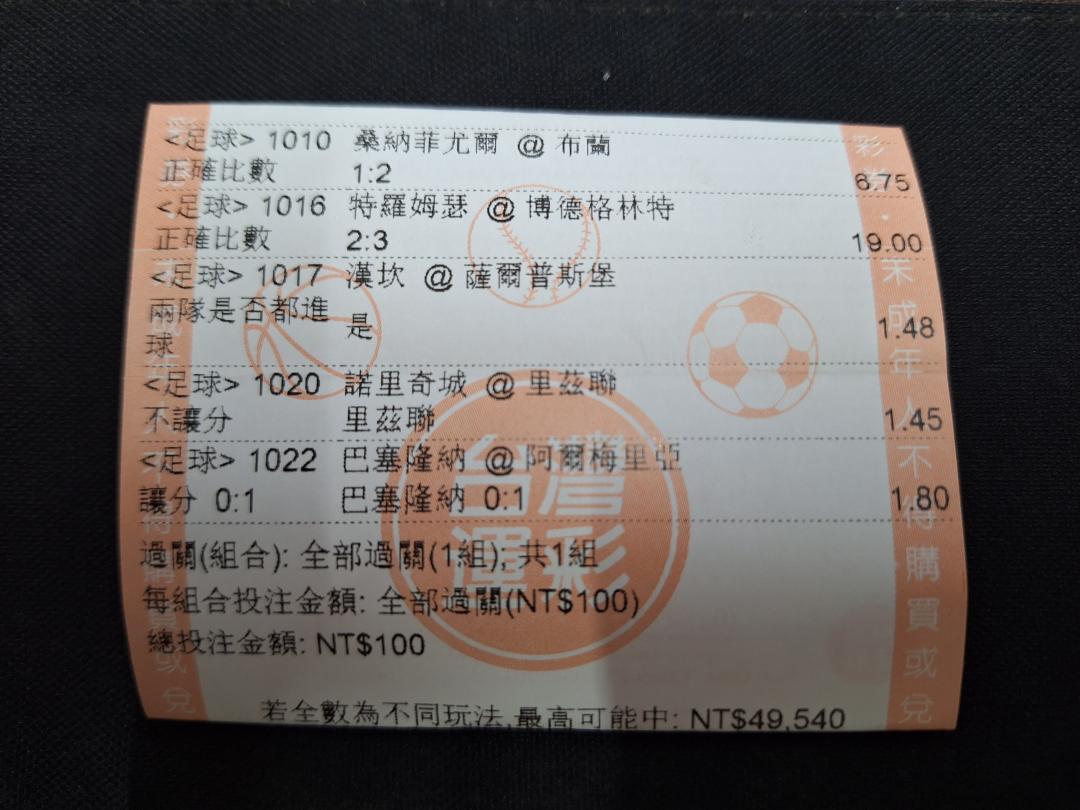 <足球> 1010 桑納菲尤爾 @ 布蘭
正確比數 1:2 6.75
<足球> 1016 特羅姆瑟 @ 博德格林特
正確比數 2:3 19.00
<足球> 1017 漢坎 @ 薩爾普斯堡
兩隊是否都進
球 是 1.48
<足球> 1020 諾里奇城 @ 里茲聯
不讓分 里茲聯 1.45
<足球> 1022 巴塞隆納 @ 阿爾梅里亞
讓分 0:1 巴塞隆納 0:1 1.80
過關(組合): 全部過關(1組); 共1組
每組合投注金額: 全部過關(NT$100)
總投注金額: NT$100
若全數為不同玩法,最高可能中: NT$49,540
台灣
運彩
未成年人不得購買或兌